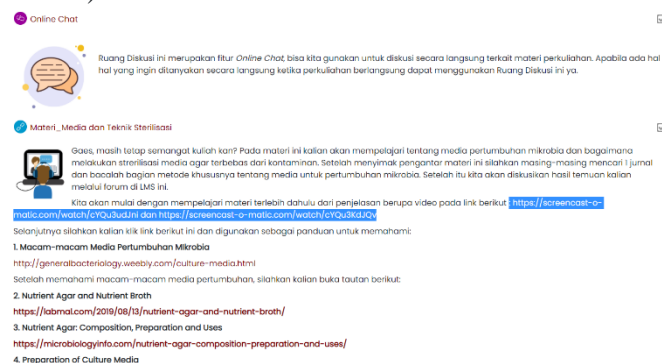 Online Chat
Ruang Diskusi ini merupakan fitur Online Chat, bisa kita gunakan untuk diskusi secara langsung terkait materi perkuliahan. Apabila ada hal
hal yang ingin ditanyakan secara langsung ketika perkuliahan berlangsung dapat menggunakan Ruang Diskusi ini ya.
Materi_Media dan Teknik Sterilisasi
Gaes, masih tetap semangat kuliah kan? Pada materi ini kalian akan mempelajari tentang media pertumbuhan mikrobia dan bagaimana
melakukan strerilisasi media agar terbebas dari kontaminan. Setelah menyimak pengantar materi ini silahkan masing-masing mencari 1 jurnal
dan bacalah bagian metode khususnya tentang media untuk pertumbuhan mikrobia. Setelah itu kita akan diskusikan hasil temuan kalian
melalui forum di LMS ini.
Kita akan mulai dengan mempelajari materi terlebih dahulu dari penjelasan berupa video pada link berikut : https://screencast-o-
matic.com/watch/cYQu3udJni dan https://screencast-o-matic.com/watch/cYQu3KdJQv
Selanjutnya silahkan kalian klik link berikut ini dan digunakan sebagai panduan untuk memahami:
1. Macam-macam Media Pertumbuhan Mikrobia
http://generalbacteriology.weebly.com/culture-media.html
Setelah memahami macam-macam media pertumbuhan, silahkan kalian buka tautan berikut:
2. Nutrient Agar and Nutrient Broth
https://labmal.com/2019/08/13/nutrient-agar-and-nutrient-broth/
3. Nutrient Agar: Composition, Preparation and Uses
https://microbiologyinfo.com/nutrient-agar-composition-preparation-and-uses/
4. Preparation of Culture Media